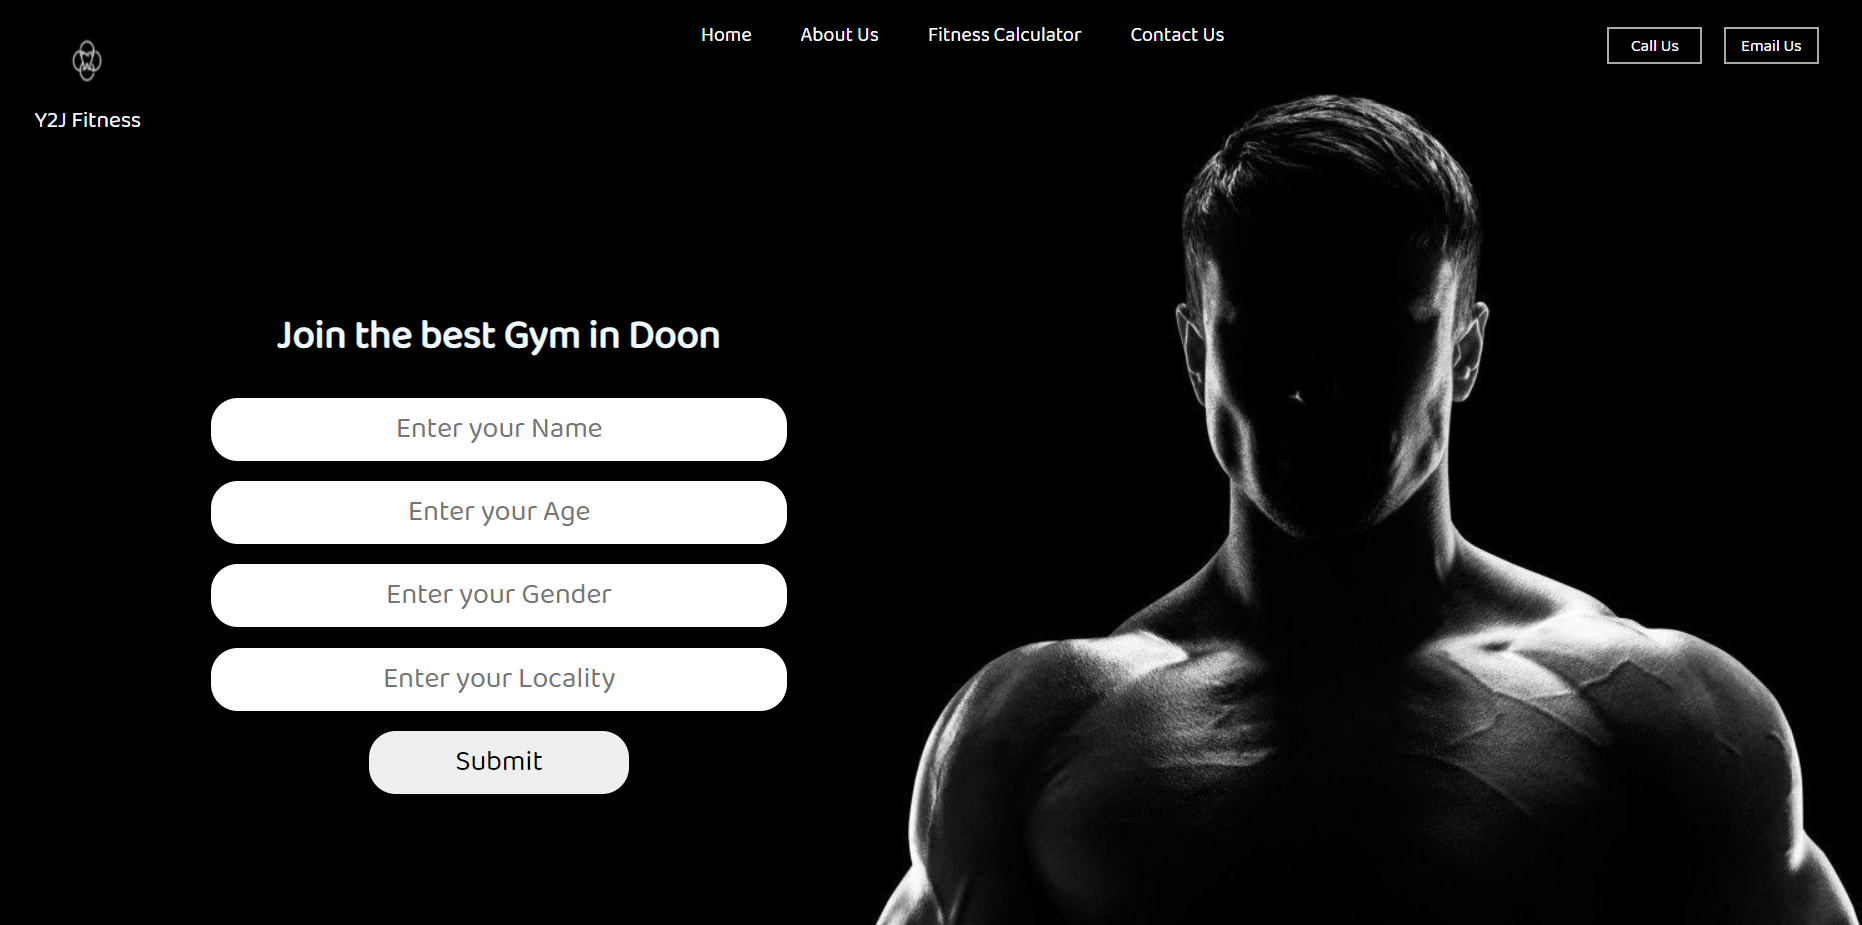 Home
About Us
Fitness Calculator
Contact Us
Call Us
Email Us
Y2J Fitness
Join the best Gym in Doon
Enter your Name
Enter your Age
Enter your Gender
Enter your Locality
Submit